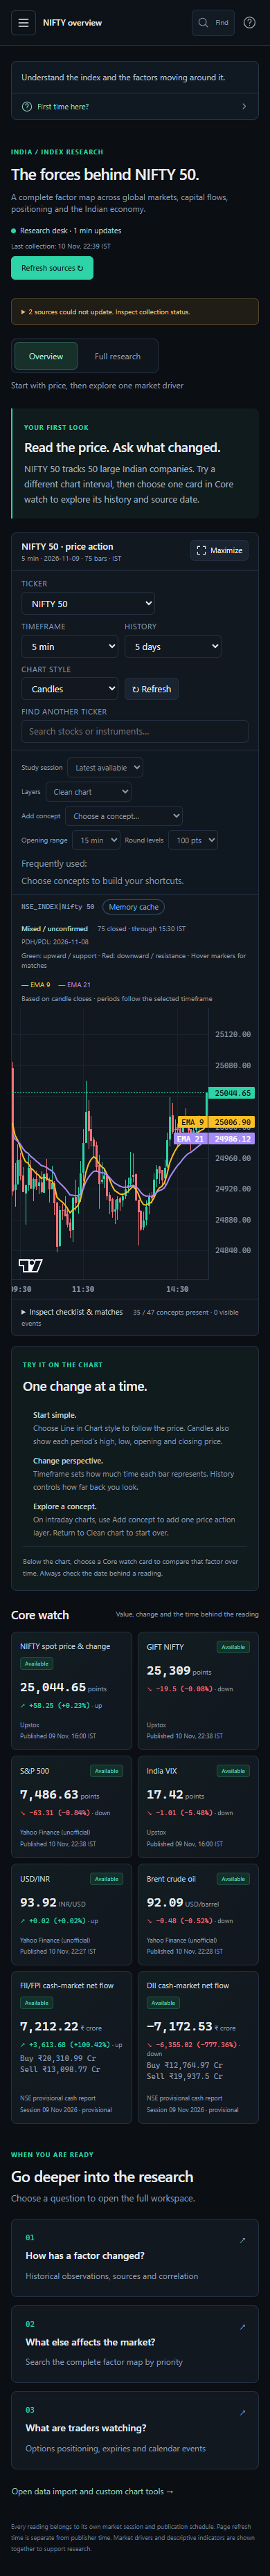 NIFTY overview
Find
Understand the index and the factors moving around it.
First time here?
INDIA / INDEX RESEARCH
The forces behind NIFTY 50.
A complete factor map across global markets, capital flows,
positioning and the Indian economy.
Research desk · 1 min updates
Last collection: 10 Nov, 22:39 IST
Refresh sources ↻
▸ 2 sources could not update. Inspect collection status.
Overview
Full research
Start with price, then explore one market driver
YOUR FIRST LOOK
Read the price. Ask what changed.
NIFTY 50 tracks 50 large Indian companies. Try a
different chart interval, then choose one card in Core
watch to explore its history and source date.
NIFTY 50 · price action
5 min · 2026-11-09 · 75 bars · IST
Maximize
TICKER
NIFTY 50
TIMEFRAME
HISTORY
5 min
5 days
CHART STYLE
Candles
↻ Refresh
FIND ANOTHER TICKER
Search stocks or instruments...
Study session
Latest available
Layers
Clean chart
Add concept
Choose a concept...
Opening range
15 min
Round levels
100 pts
Frequently used:
Choose concepts to build your shortcuts.
NSE_INDEX|Nifty 50
Memory cache
Mixed / unconfirmed
75 closed · through 15:30 IST
PDH/PDL: 2026-11-08
Green: upward / support · Red: downward / resistance · Hover markers for
matches
— EMA 9 — EMA 21
Based on candle closes · periods follow the selected timeframe
25120.00
25080.00
25044.65
EMA 9 25006.90
EMA 21 24986.12
24960.00
24920.00
24880.00
24840.00
09:30
11:30
14:30
▸ Inspect checklist & matches
35 / 47 concepts present · 0 visible
events
TRY IT ON THE CHART
One change at a time.
Start simple.
Choose Line in Chart style to follow the price. Candles also
show each period's high, low, opening and closing price.
Change perspective.
Timeframe sets how much time each bar represents. History
controls how far back you look.
Explore a concept.
On intraday charts, use Add concept to add one price action
layer. Return to Clean chart to start over.
Below the chart, choose a Core watch card to compare that factor over
time. Always check the date behind a reading.
Core watch
Value, change and the time behind the reading
NIFTY spot price & change
Available
25,044.65 points
↗ +58.25 (+0.23%) · up
Upstox
Published 09 Nov, 16:00 IST
GIFT NIFTY
Available
25,309 points
↘ −19.5 (−0.08%) · down
Upstox
Published 10 Nov, 22:38 IST
S&P 500
Available
7,486.63 points
↘ −63.31 (−0.84%) · down
Yahoo Finance (unofficial)
Published 10 Nov, 22:38 IST
India VIX
Available
17.42 points
↘ −1.01 (−5.48%) · down
Upstox
Published 09 Nov, 16:00 IST
USD/INR
Available
93.92 INR/USD
↗ +0.02 (+0.02%) · up
Yahoo Finance (unofficial)
Published 10 Nov, 22:27 IST
Brent crude oil
Available
92.09 USD/barrel
↘ −0.48 (−0.52%) · down
Yahoo Finance (unofficial)
Published 10 Nov, 22:28 IST
FII/FPI cash-market net flow
Available
7,212.22 ₹ crore
↗ +3,613.68 (+100.42%) · up
Buy ₹20,310.99 Cr
Sell ₹13,098.77 Cr
NSE provisional cash report
Session 09 Nov 2026 · provisional
DII cash-market net flow
Available
−7,172.53 ₹ crore
↘ −6,355.02 (−777.36%) ·
down
Buy ₹12,764.97 Cr
Sell ₹19,937.5 Cr
NSE provisional cash report
Session 09 Nov 2026 · provisional
WHEN YOU ARE READY
Go deeper into the research
Choose a question to open the full workspace.
01
How has a factor changed?
Historical observations, sources and correlation
02
What else affects the market?
Search the complete factor map by priority
03
What are traders watching?
Options positioning, expiries and calendar events
Open data import and custom chart tools →
Every reading belongs to its own market session and publication schedule. Page refresh
time is separate from publisher time. Market drivers and descriptive indicators are shown
together to support research.